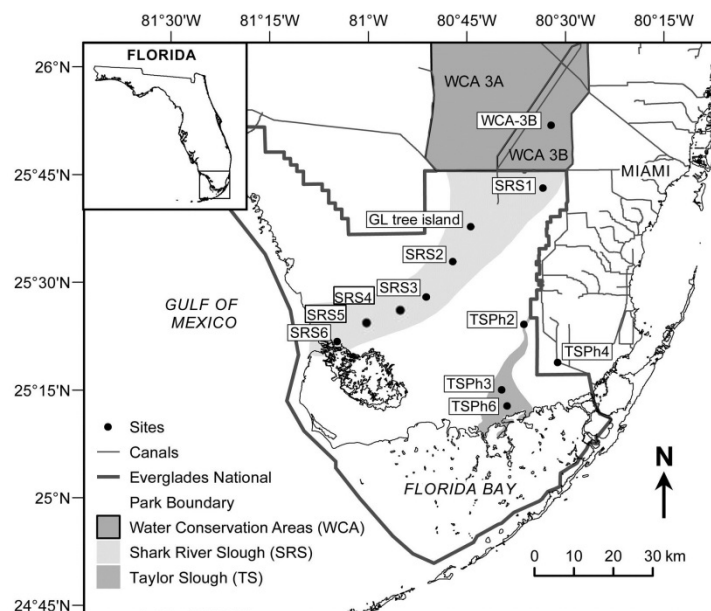 81°30'W 81°15'W 81°W 80°45'W 80°30'W 80°15'W
FLORIDA
26°N
WCA 3A
WCA-3B
WCA 3B
25°45'N
MIAMI
SRS1
GL tree island
SRS2
25°30'N
SRS3
SRS4
GULF OF
MEXICO
SRS5
TSPh2
SRS6
TSPh4
25°15'N
TSPh3
TSPh6
Sites
Canals
Everglades National
Park Boundary
Water Conservation Areas (WCA)
Shark River Slough (SRS)
Taylor Slough (TS)
25°N
FLORIDA BAY
N
0 10 20 30 km
24°45'N